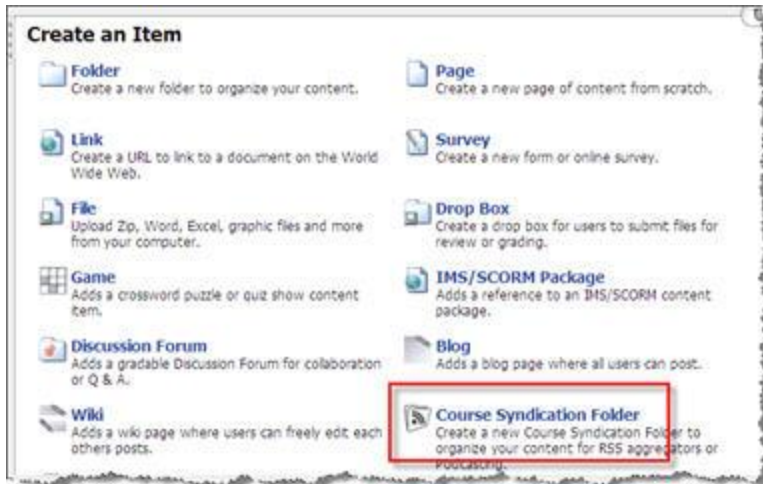 Create an Item
Folder
Create a new folder to organize your content.
Page
Create a new page of content from scratch.
Link
Create a URL to link to a document on the World
Wide Web.
Survey
Create a new form or online survey.
File
Upload Zip, Word, Excel, graphic files and more
from your computer.
Drop Box
Create a drop box for users to submit files for
review or grading.
Game
Adds a crossword puzzle or quiz show content
item.
IMS/SCORM Package
Adds a reference to an IMS/SCORM content
package.
Discussion Forum
Adds a gradable Discussion Forum for collaboration
or Q & A.
Blog
Adds a blog page where all users can post.
Wiki
Adds a wiki page where users can freely edit each
others posts.
Course Syndication Folder
Create a new Course Syndication Folder to
organize your content for RSS aggregators or